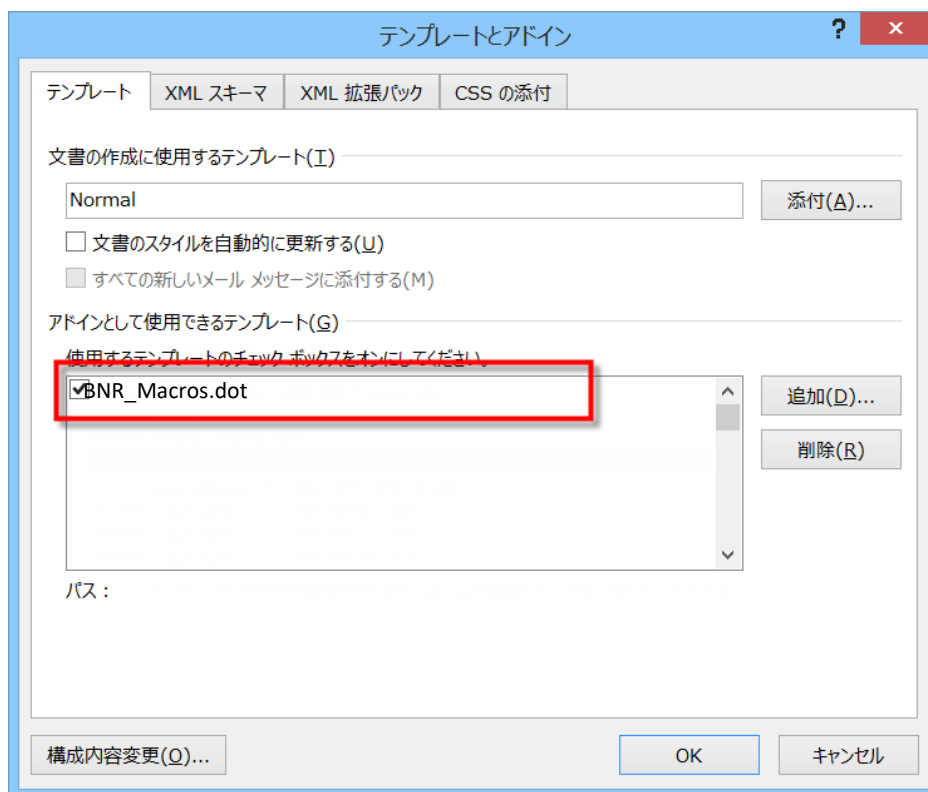 テンプレートとアドイン
?
×
テンプレート XML スキーマ XML 拡張パック CSS の添付
文書の作成に使用するテンプレート(T)
Normal 添付(A)...
文書のスタイルを自動的に更新する(U)
すべての新しいメール メッセージに添付する(M)
アドインとして使用できるテンプレート(G)
使用するテンプレートのチェック ボックスをオンにしてください。
BNR_Macros.dot 追加(D)...
削除(R)
パス :
構成内容変更(O)... OK キャンセル